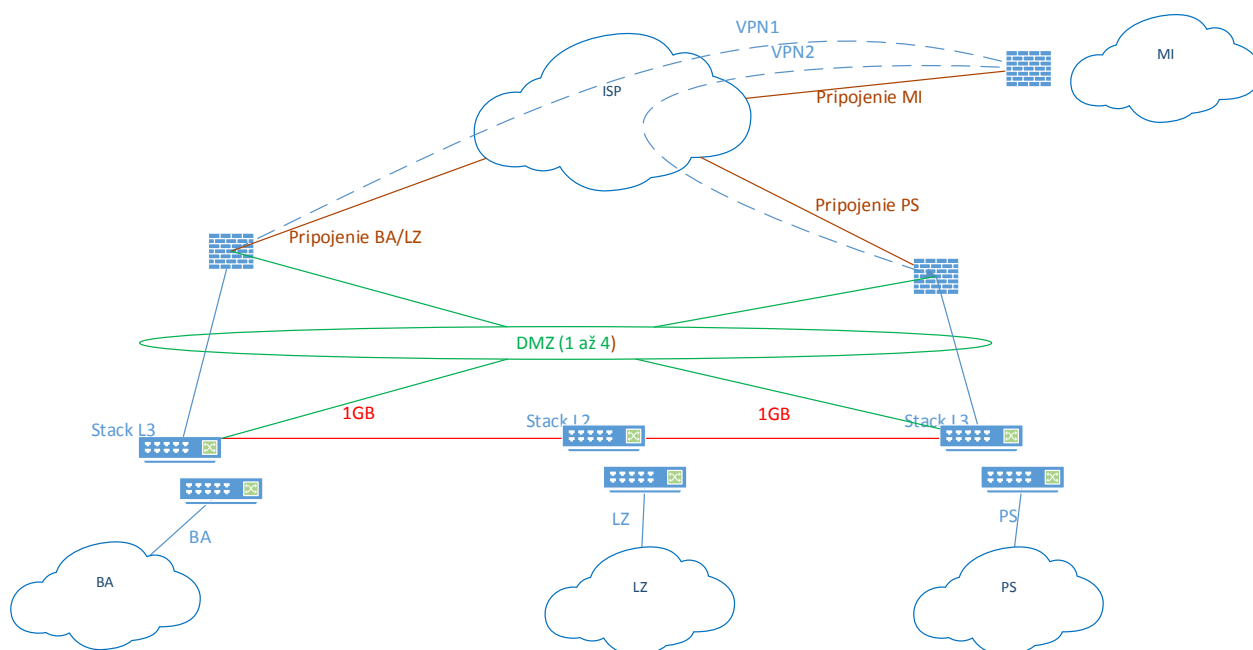 VPN1
VPN2
MI
ISP
Pripojenie MI
Pripojenie PS
Pripojenie BA/LZ
DMZ (1 až 4)
1GB
1GB
Stack L3
Stack L2
Stack L3
BA
LZ
PS
BA
LZ
PS